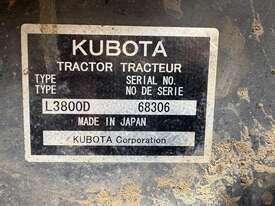 KUBOTA
TRACTOR TRACTEUR
TYPE SERIAL NO.
TYPE NO DE SERIE
L3800D 68306
MADE IN JAPAN
KUBOTA Corporation